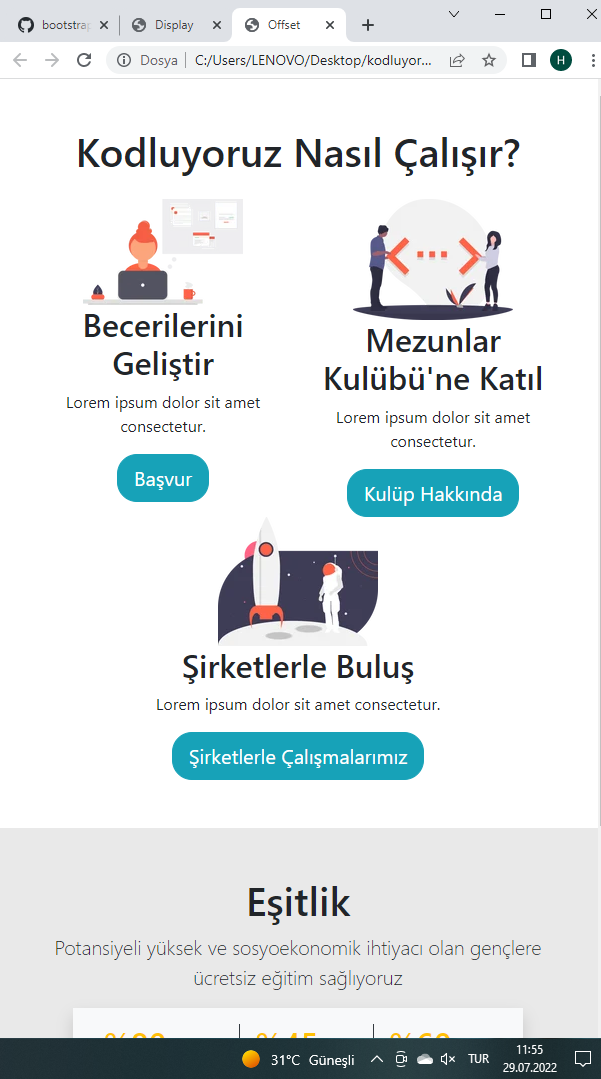 bootstrap
Display
Offset
Dosya
C:/Users/LENOVO/Desktop/kodluyor...
H
Kodluyoruz Nasıl Çalışır?
Becerilerini
Geliştir
Lorem ipsum dolor sit amet
consectetur.
Başvur
Mezunlar
Kulübü'ne Katıl
Lorem ipsum dolor sit amet
consectetur.
Kulüp Hakkında
Şirketlerle Buluş
Lorem ipsum dolor sit amet consectetur.
Şirketlerle Çalışmalarımız
Eşitlik
Potansiyeli yüksek ve sosyoekonomik ihtiyacı olan gençlere
ücretsiz eğitim sağlıyoruz
31°C Güneşli
TUR
11:55
29.07.2022